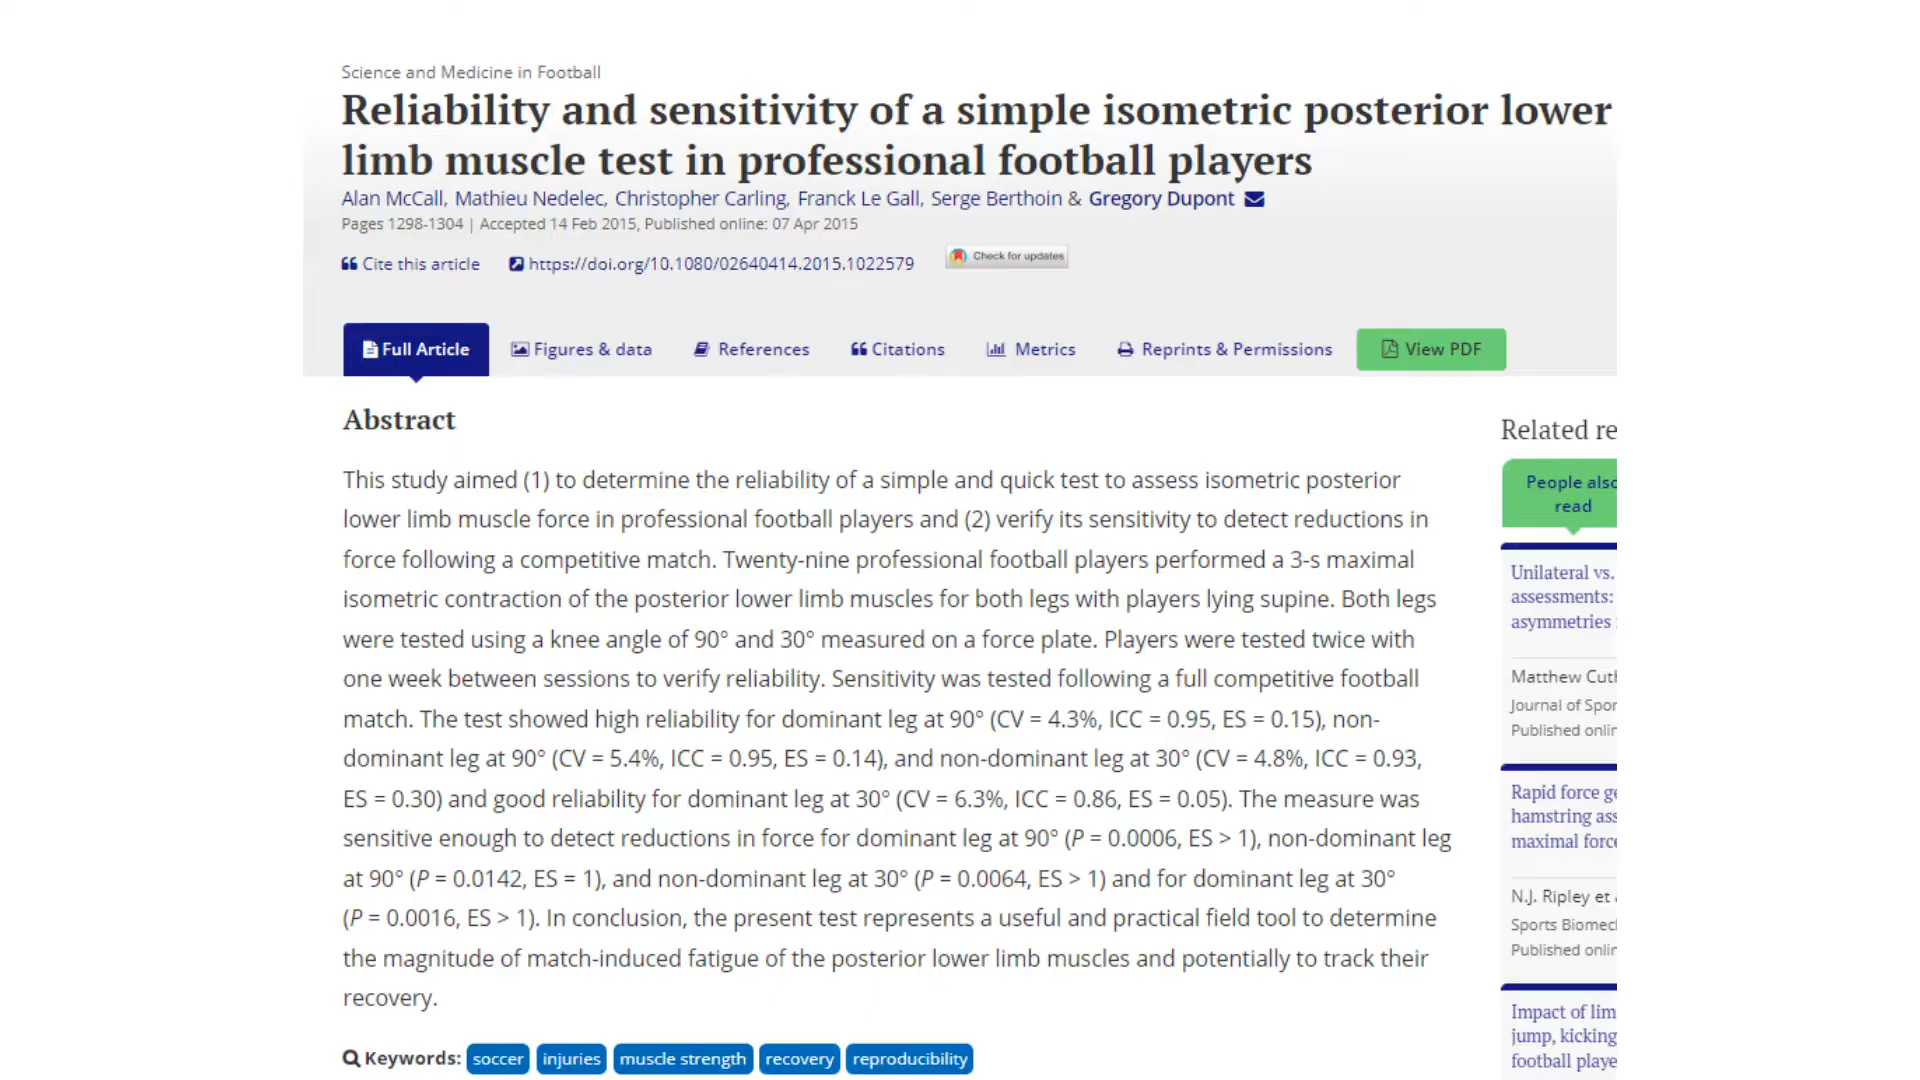 Science and Medicine in Football
Reliability and sensitivity of a simple isometric posterior lower
limb muscle test in professional football players
Alan McCall, Mathieu Nedelec, Christopher Carling, Franck Le Gall, Serge Berthoin & Gregory Dupont
Pages 1298-1304 | Accepted 14 Feb 2015, Published online: 07 Apr 2015
Cite this article https://doi.org/10.1080/02640414.2015.1022579 Check for updates
Full Article Figures & data References Citations Metrics Reprints & Permissions View PDF
Abstract
This study aimed (1) to determine the reliability of a simple and quick test to assess isometric posterior
lower limb muscle force in professional football players and (2) verify its sensitivity to detect reductions in
force following a competitive match. Twenty-nine professional football players performed a 3-s maximal
isometric contraction of the posterior lower limb muscles for both legs with players lying supine. Both legs
were tested using a knee angle of 90° and 30° measured on a force plate. Players were tested twice with
one week between sessions to verify reliability. Sensitivity was tested following a full competitive football
match. The test showed high reliability for dominant leg at 90° (CV = 4.3%, ICC = 0.95, ES = 0.15), non-
dominant leg at 90° (CV = 5.4%, ICC = 0.95, ES = 0.14), and non-dominant leg at 30° (CV = 4.8%, ICC = 0.93,
ES = 0.30) and good reliability for dominant leg at 30° (CV = 6.3%, ICC = 0.86, ES = 0.05). The measure was
sensitive enough to detect reductions in force for dominant leg at 90° (P = 0.0006, ES > 1), non-dominant leg
at 90° (P = 0.0142, ES = 1), and non-dominant leg at 30° (P = 0.0064, ES > 1) and for dominant leg at 30°
(P = 0.0016, ES > 1). In conclusion, the present test represents a useful and practical field tool to determine
the magnitude of match-induced fatigue of the posterior lower limb muscles and potentially to track their
recovery.
Keywords: soccer injuries muscle strength recovery reproducibility
Related re
People also
read
Unilateral vs.
assessments:
asymmetries
Matthew Cuth
Journal of Spor
Published onlin
Rapid force ge
hamstring ass
maximal force
N.J. Ripley et
Sports Biomec
Published onlin
Impact of lim
jump, kicking
football playe